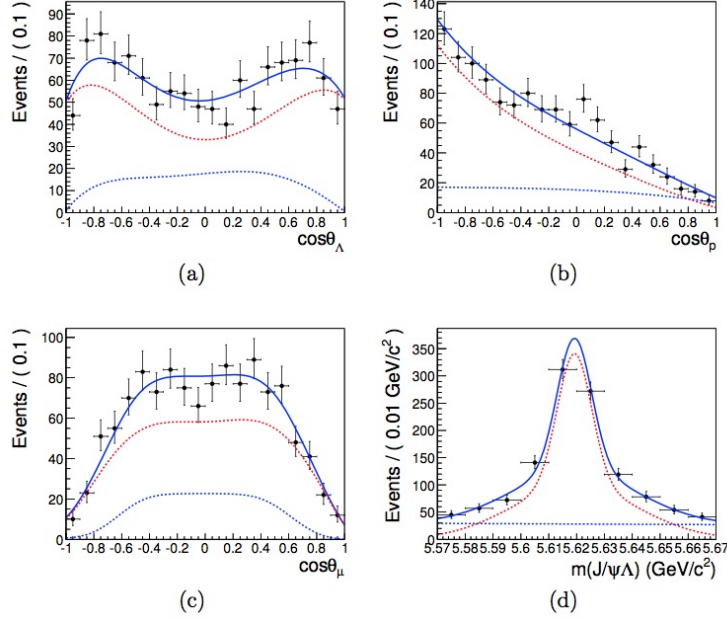 Events / ( 0.1 )
90
80
70
60
50
40
30
20
10
0
-1 -0.8 -0.6 -0.4 -0.2 0 0.2 0.4 0.6 0.8 1
cosθ_Λ
(a)
Events / ( 0.1 )
140
120
100
80
60
40
20
0
-1 -0.8 -0.6 -0.4 -0.2 0 0.2 0.4 0.6 0.8 1
cosθ_p
(b)
Events / ( 0.1 )
100
80
60
40
20
0
-1 -0.8 -0.6 -0.4 -0.2 0 0.2 0.4 0.6 0.8 1
cosθ_μ
(c)
Events / ( 0.01 GeV/c²)
350
300
250
200
150
100
50
0
5.57 5.58 5.59 5.6 5.61 5.62 5.63 5.64 5.65 5.66 5.67
m(J/ψΛ) (GeV/c²)
(d)